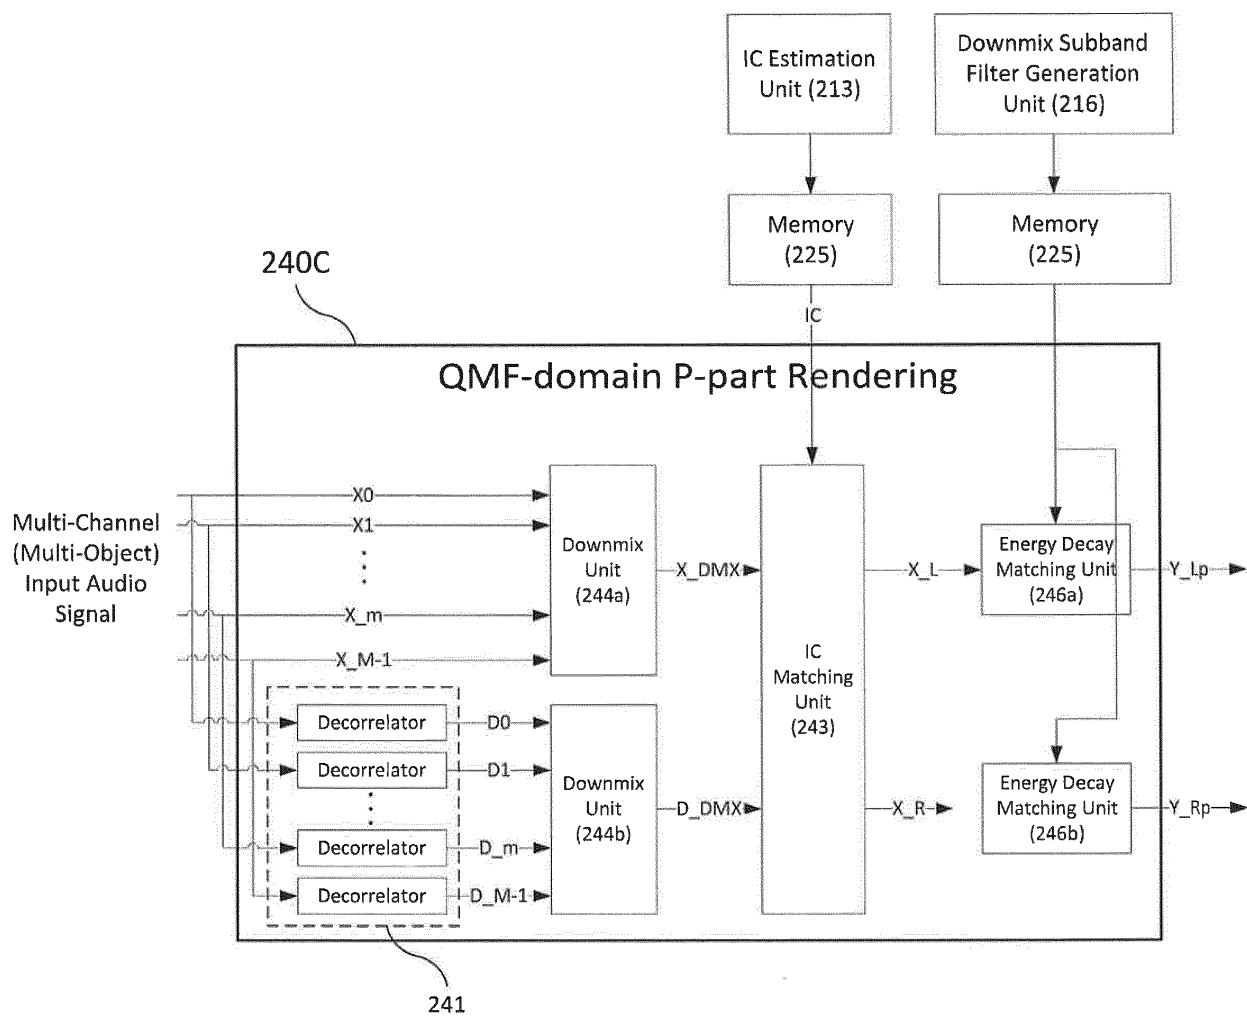 IC Estimation
Unit (213)
Downmix Subband
Filter Generation
Unit (216)
Memory
(225)
Memory
(225)
240C
IC
QMF-domain P-part Rendering
Multi-Channel
(Multi-Object)
Input Audio
Signal
X0
X1
X_m
X_M-1
Downmix
Unit
(244a)
X_DMX
IC
Matching
Unit
(243)
X_L
Energy Decay
Matching Unit
(246a)
Y_Lp
Decorrelator
D0
Decorrelator
D1
Decorrelator
D_m
Decorrelator
D_M-1
Downmix
Unit
(244b)
D_DMX
X_R
Energy Decay
Matching Unit
(246b)
Y_Rp
241